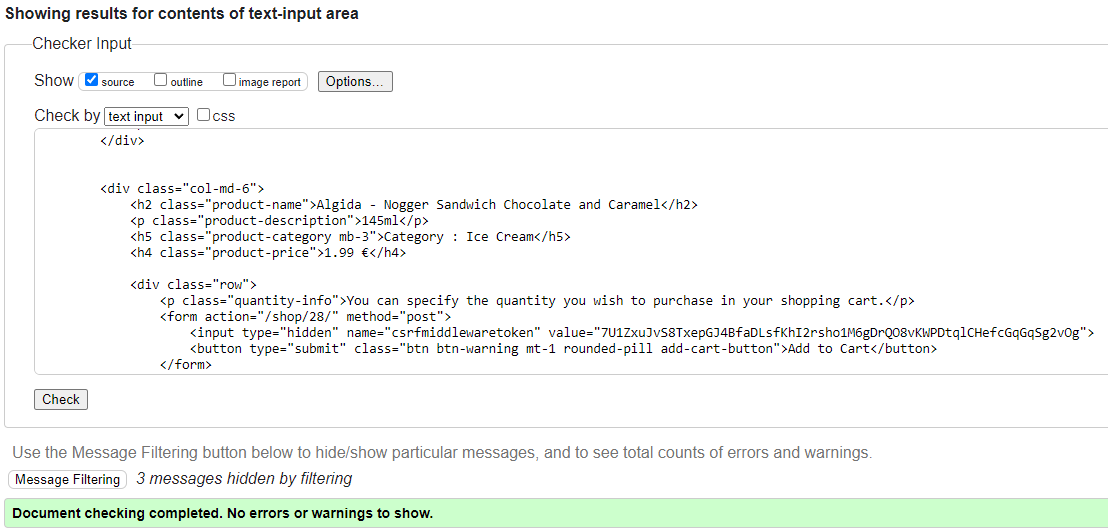 Showing results for contents of text-input area
Checker Input
Show source outline image report Options...
Check by text input css
</div>
<div class="col-md-6">
<h2 class="product-name">Algida - Nogger Sandwich Chocolate and Caramel</h2>
<p class="product-description">145ml</p>
<h5 class="product-category mb-3">Category : Ice Cream</h5>
<h4 class="product-price">1.99 €</h4>
<div class="row">
<p class="quantity-info">You can specify the quantity you wish to purchase in your shopping cart.</p>
<form action="/shop/28/" method="post">
<input type="hidden" name="csrfmiddlewaretoken" value="7U1ZxuJvS8TxepGJ4BfaDLsfKhI2rsho1M6gDrQO8vKWPDtqlCHefcGqGqSg2vOg">
<button type="submit" class="btn btn-warning mt-1 rounded-pill add-cart-button">Add to Cart</button>
</form>
Check
Use the Message Filtering button below to hide/show particular messages, and to see total counts of errors and warnings.
Message Filtering 3 messages hidden by filtering
Document checking completed. No errors or warnings to show.